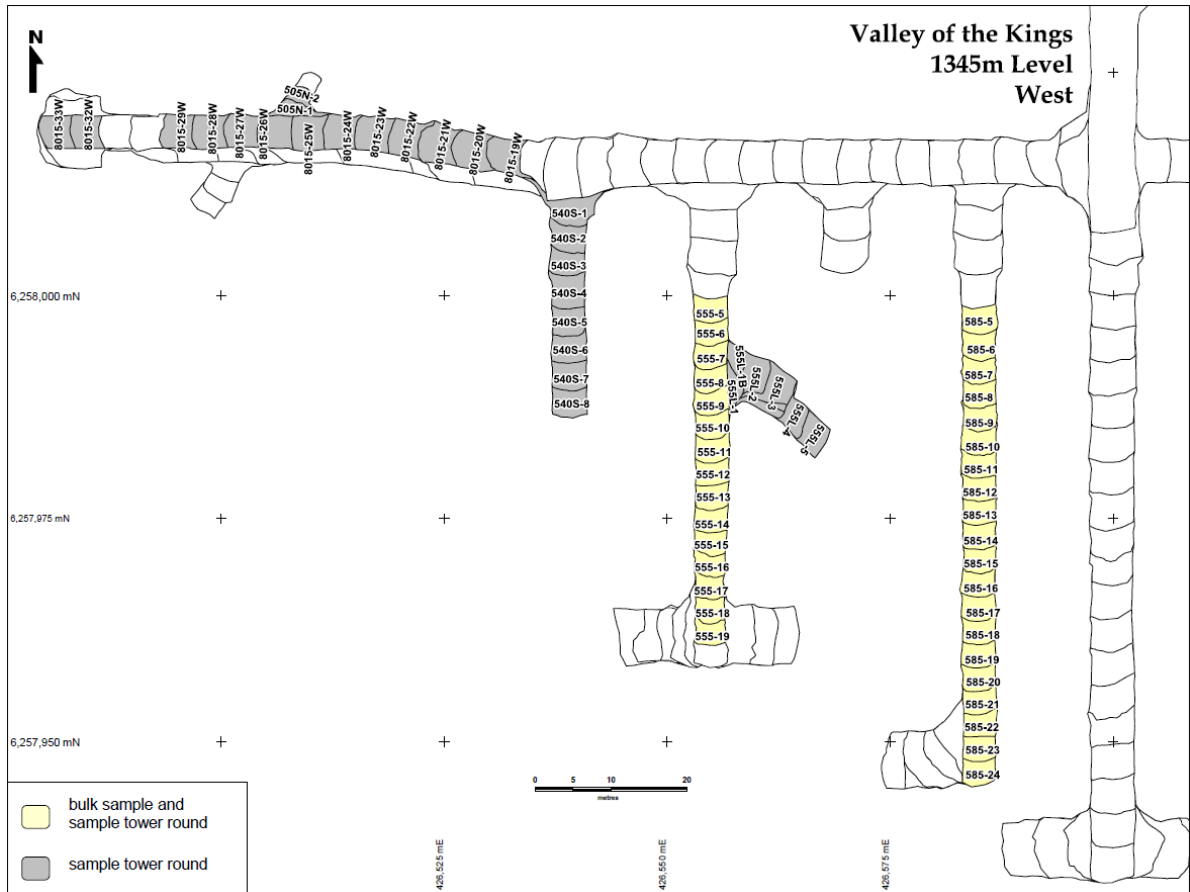 Valley of the Kings
1345m Level
West
N
505N-2
505N-1
8015-33W
8015-32W
8015-29W
8015-28W
8015-27W
8015-26W
8015-25W
8015-24W
8015-23W
8015-22W
8015-21W
8015-20W
8015-19W
540S-1
540S-2
540S-3
540S-4
540S-5
540S-6
540S-7
540S-8
6,258,000 mN
555-5
555-6
555-7
555-8
555-9
555-10
555-11
555-12
555-13
555-14
555-15
555-16
555-17
555-18
555-19
555L-1
555L-1B
555L-2
555L-3
555L-4
555L-5
585-5
585-6
585-7
585-8
585-9
585-10
585-11
585-12
585-13
585-14
585-15
585-16
585-17
585-18
585-19
585-20
585-21
585-22
585-23
585-24
6,257,975 mN
6,257,950 mN
0 5 10 20
metres
bulk sample and
sample tower round
sample tower round
426,525 mE
426,550 mE
426,575 mE